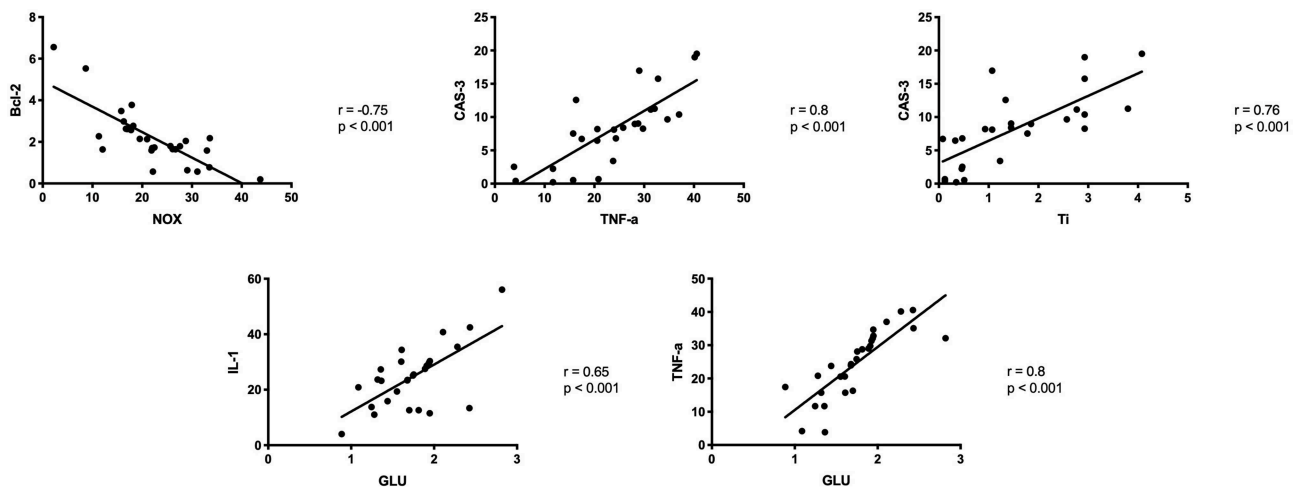 8
6
4
2
0
Bcl-2
0 10 20 30 40 50
NOX
r = -0.75
p < 0.001
25
20
15
10
5
0
CAS-3
0 10 20 30 40 50
TNF-a
r = 0.8
p < 0.001
25
20
15
10
5
0
CAS-3
0 1 2 3 4 5
Ti
r = 0.76
p < 0.001
60
40
20
0
IL-1
0 1 2 3
GLU
r = 0.65
p < 0.001
50
40
30
20
10
0
TNF-a
0 1 2 3
GLU
r = 0.8
p < 0.001